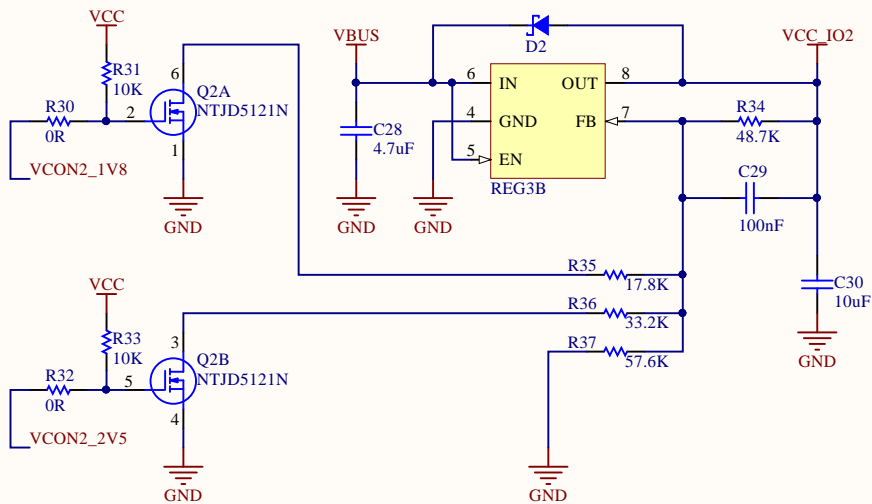 VCC
R31
10K
R30
0R
2
6
Q2A
NTJD5121N
1
VCON2_1V8
GND
VBUS
D2
VCC_IO2
6
IN
OUT
8
4
GND
FB
7
5
EN
REG3B
C28
4.7uF
GND
GND
R34
48.7K
C29
100nF
C30
10uF
GND
R35
17.8K
R36
33.2K
R37
57.6K
VCC
R33
10K
R32
0R
5
3
Q2B
NTJD5121N
4
VCON2_2V5
GND
GND